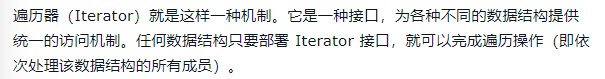 遍历器（Iterator）就是这样一种机制。它是一种接口，为各种不同的数据结构提供
统一的访问机制。任何数据结构只要部署 Iterator 接口，就可以完成遍历操作（即依
次处理该数据结构的所有成员）。